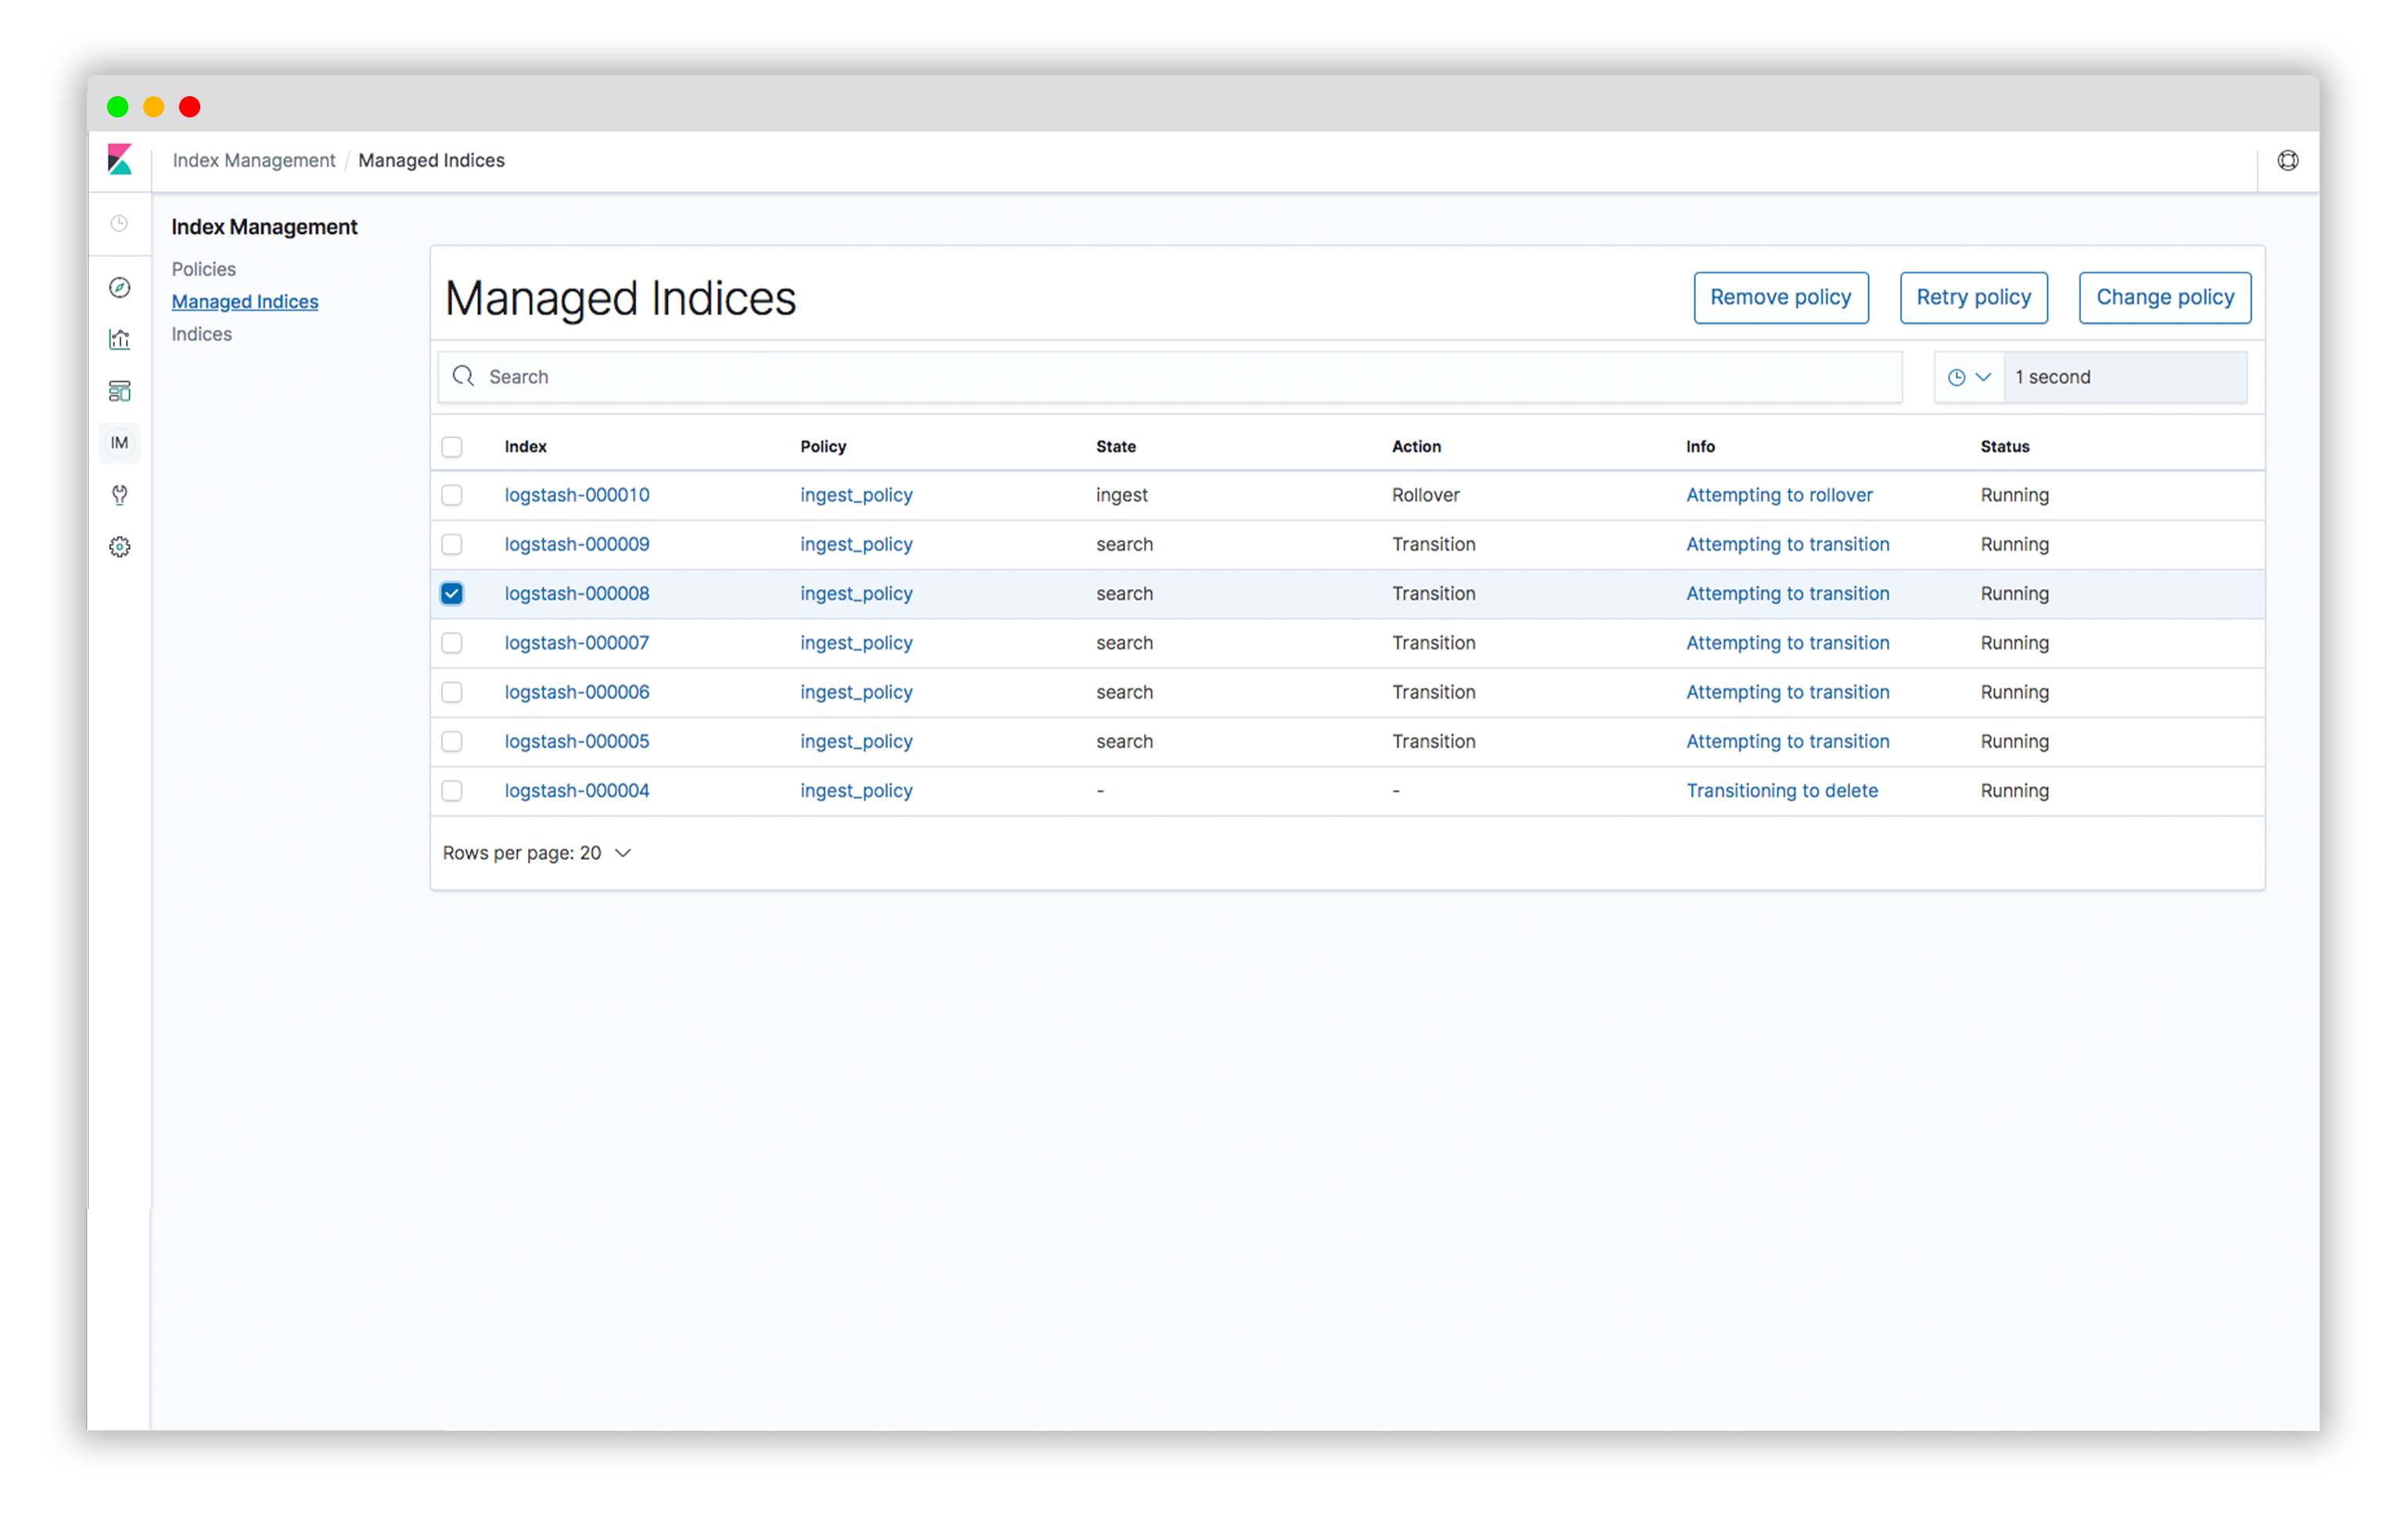 Index Management / Managed Indices
Index Management
Policies
Managed Indices
Indices
IM
Managed Indices
Remove policy
Retry policy
Change policy
Search
1 second
Index Policy State Action Info Status
logstash-000010 ingest_policy ingest Rollover Attempting to rollover Running
logstash-000009 ingest_policy search Transition Attempting to transition Running
logstash-000008 ingest_policy search Transition Attempting to transition Running
logstash-000007 ingest_policy search Transition Attempting to transition Running
logstash-000006 ingest_policy search Transition Attempting to transition Running
logstash-000005 ingest_policy search Transition Attempting to transition Running
logstash-000004 ingest_policy - - Transitioning to delete Running
Rows per page: 20